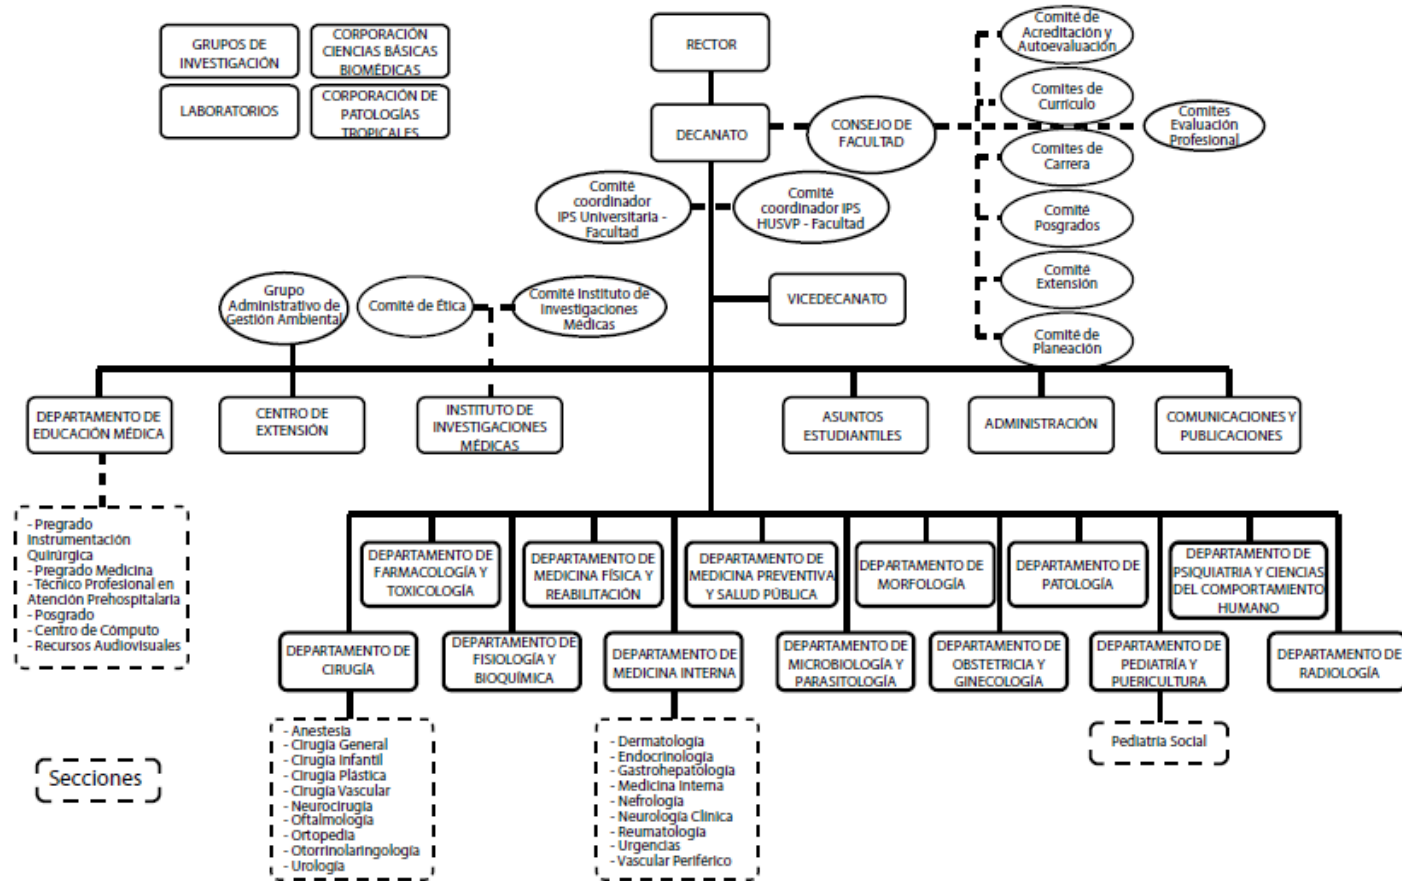 GRUPOS DE
INVESTIGACIÓN
CORPORACIÓN
CIENCIAS BÁSICAS
BIOMÉDICAS
LABORATORIOS
CORPORACIÓN DE
PATOLOGÍAS
TROPICALES
RECTOR
DECANATO
CONSEJO DE
FACULTAD
Comité de
Acreditación y
Autoevaluación
Comites de
Currículo
Comites
Evaluación
Profesional
Comites de
Carrera
Comité
Posgrados
Comité
Extensión
Comité de
Planeación
Comité
coordinador
IPS Universitaria -
Facultad
Comité
coordinador IPS
HUSVP - Facultad
VICEDECANATO
Grupo
Administrativo de
Gestión Ambiental
Comité de Ética
Comité Instituto de
Investigaciones
Médicas
DEPARTAMENTO DE
EDUCACIÓN MÉDICA
CENTRO DE
EXTENSIÓN
INSTITUTO DE
INVESTIGACIONES
MÉDICAS
ASUNTOS
ESTUDIANTILES
ADMINISTRACIÓN
COMUNICACIONES Y
PUBLICACIONES
- Pregrado
Instrumentación
Quirúrgica
- Pregrado Medicina
- Técnico Profesional en
Atención Prehospitalaria
- Posgrado
- Centro de Cómputo
- Recursos Audiovisuales
DEPARTAMENTO DE
FARMACOLOGÍA Y
TOXICOLOGÍA
DEPARTAMENTO DE
MEDICINA FÍSICA Y
REABILITACIÓN
DEPARTAMENTO DE
MEDICINA PREVENTIVA
Y SALUD PÚBLICA
DEPARTAMENTO DE
MORFOLOGÍA
DEPARTAMENTO DE
PATOLOGÍA
DEPARTAMENTO DE
PSIQUIATRIA Y CIENCIAS
DEL COMPORTAMIENTO
HUMANO
DEPARTAMENTO DE
CIRUGÍA
DEPARTAMENTO DE
FISIOLOGÍA Y
BIOQUÍMICA
DEPARTAMENTO DE
MEDICINA INTERNA
DEPARTAMENTO DE
MICROBIOLOGÍA Y
PARASITOLOGÍA
DEPARTAMENTO DE
OBSTETRICIA Y
GINECOLOGÍA
DEPARTAMENTO DE
PEDIATRÍA Y
PUERICULTURA
DEPARTAMENTO DE
RADIOLOGÍA
- Anestesia
- Cirugía General
- Cirugía Infantil
- Cirugía Plástica
- Cirugía Vascular
- Neurocirugía
- Oftalmología
- Ortopedia
- Otorrinolaringología
- Urología
- Dermatología
- Endocrinología
- Gastrohepatología
- Medicina Interna
- Nefrología
- Neurología Clínica
- Reumatología
- Urgencias
- Vascular Periférico
Pediatría Social
Secciones